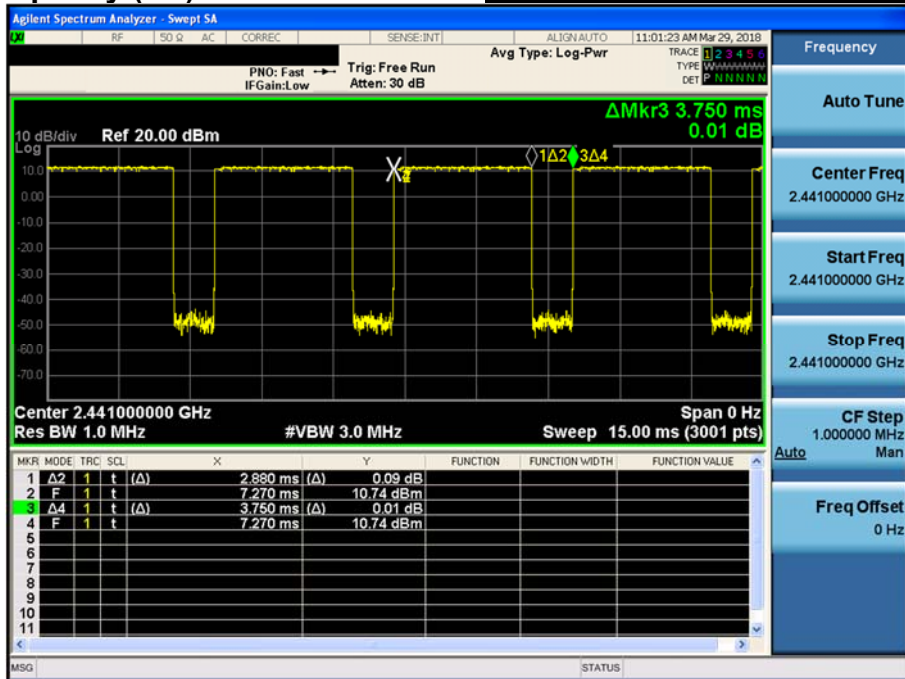 Agilent Spectrum Analyzer - Swept SA
LXI RF 50 Ω AC CORREC SENSE:INT ALIGN AUTO 11:01:23 AM Mar 29, 2018
Avg Type: Log-Pwr
PNO: Fast
IFGain:Low
Trig: Free Run
Atten: 30 dB
TRACE 1 2 3 4 5 6
TYPE WWWWWW
DET P N N N N N
Frequency
ΔMkr3 3.750 ms
0.01 dB
10 dB/div Ref 20.00 dBm
Log
10.0
0.00
-10.0
-20.0
-30.0
-40.0
-50.0
-60.0
-70.0
1Δ2 3Δ4
Center 2.441000000 GHz Span 0 Hz
Res BW 1.0 MHz #VBW 3.0 MHz Sweep 15.00 ms (3001 pts)
MKR MODE TRC SCL X Y FUNCTION FUNCTION WIDTH FUNCTION VALUE
1 Δ2 1 t (Δ) 2.880 ms (Δ) 0.09 dB
2 F 1 t 7.270 ms 10.74 dBm
3 Δ4 1 t (Δ) 3.750 ms (Δ) 0.01 dB
4 F 1 t 7.270 ms 10.74 dBm
5
6
7
8
9
10
11
MSG STATUS
Auto Tune
Center Freq
2.441000000 GHz
Start Freq
2.441000000 GHz
Stop Freq
2.441000000 GHz
CF Step
1.000000 MHz
Auto Man
Freq Offset
0 Hz